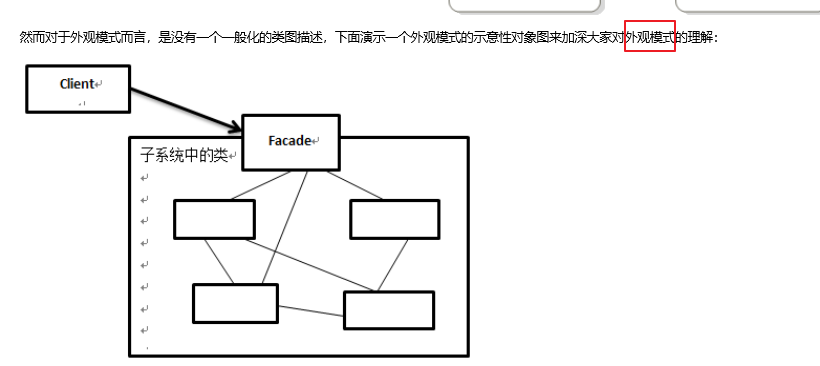 然而对于外观模式而言，是没有一个一般化的类图描述，下面演示一个外观模式的示意性对象图来加深大家对外观模式的理解：
Client
Facade
子系统中的类